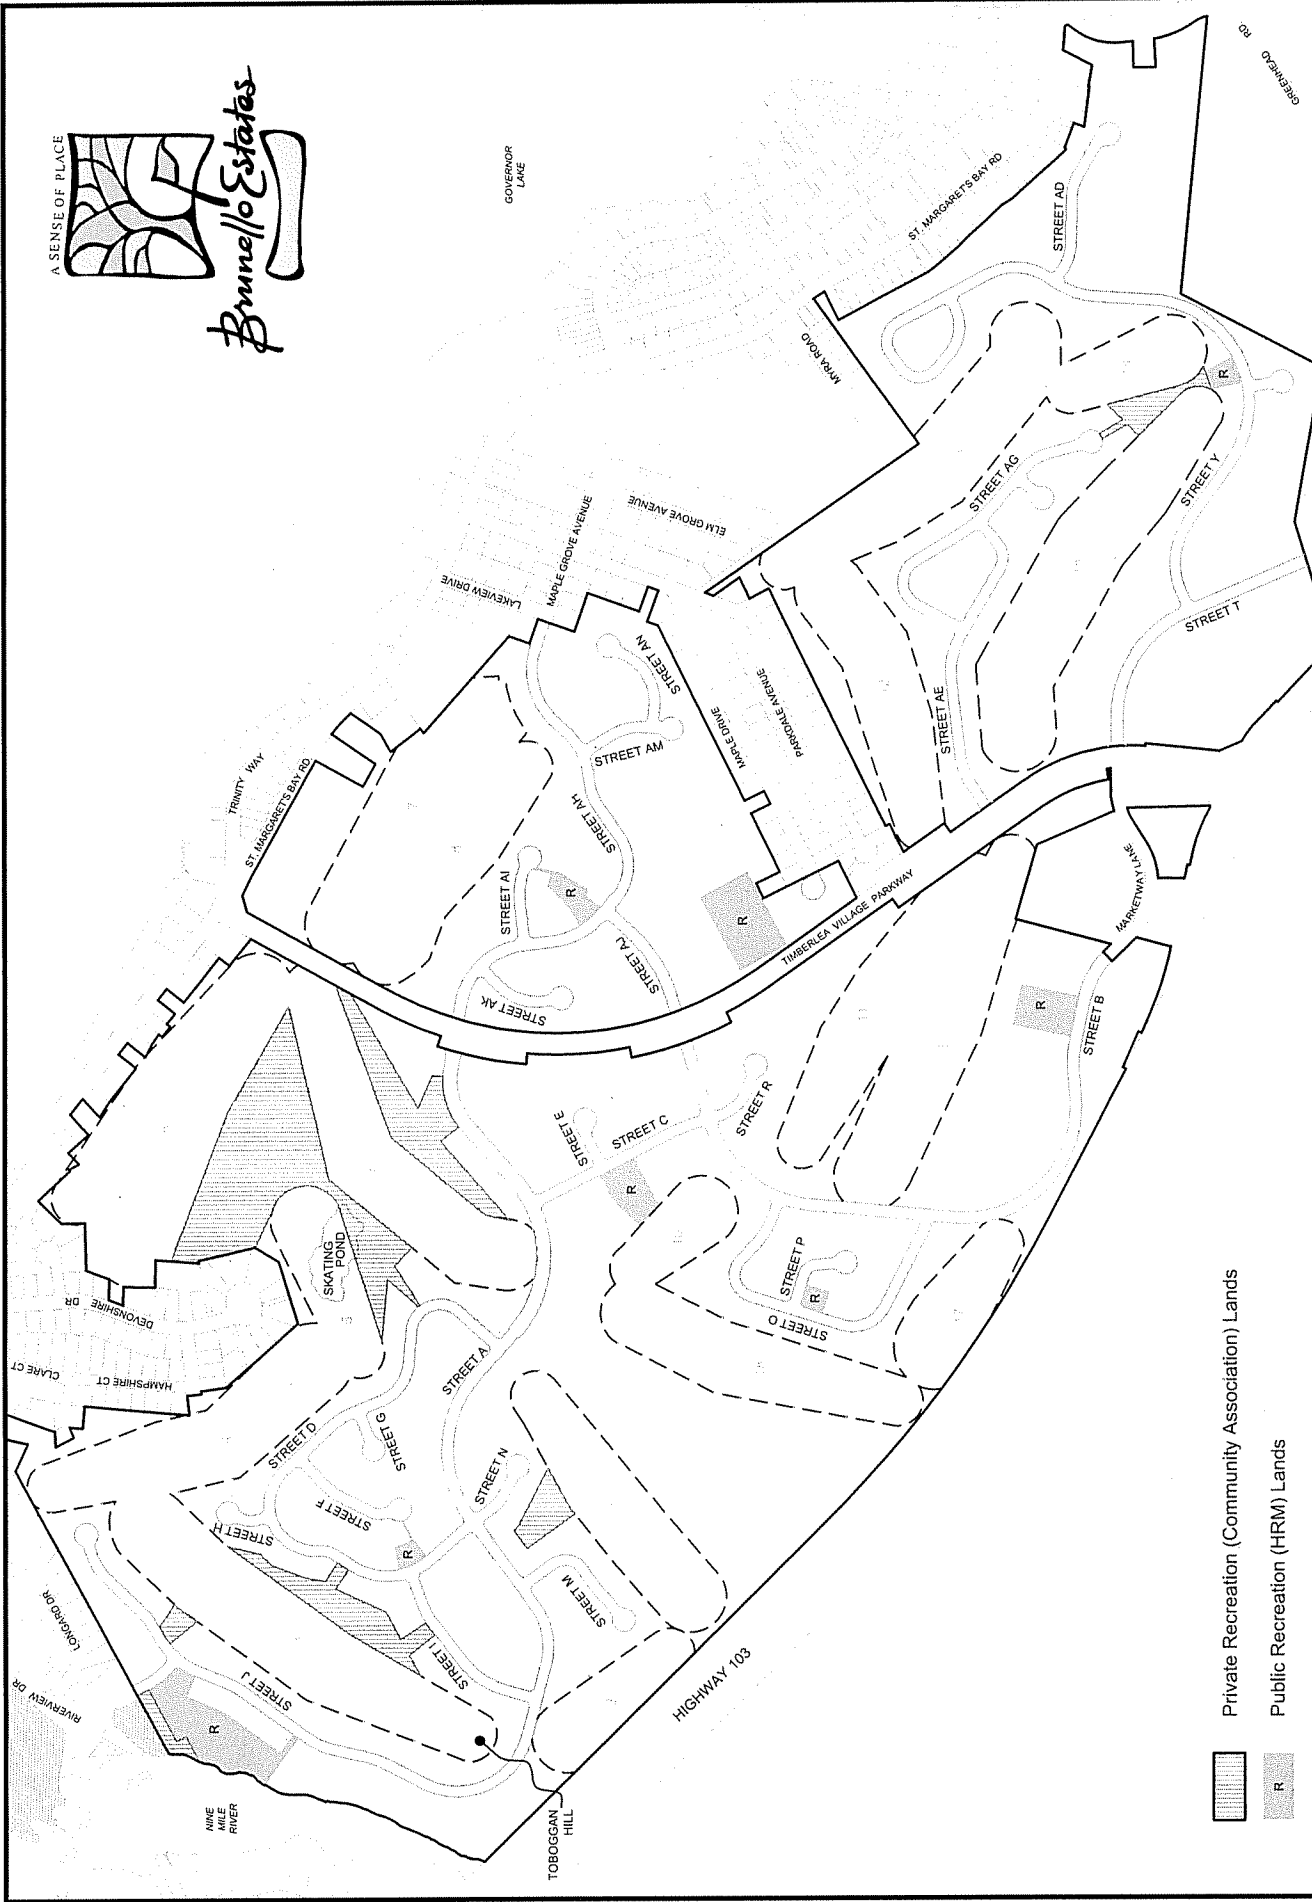 A SENSE OF PLACE
Brunello Estates
GOVERNOR
LAKE
GREENHEAD RD
ST. MARGARET'S BAY RD
STREET AD
MYRA ROAD
R
STREET AG
STREET Y
STREET T
STREET AE
ELM GROVE AVENUE
MAPLE GROVE AVENUE
LAKEVIEW DRIVE
STREET AN
STREET AM
MAPLE DRIVE
PARKDALE AVENUE
TRINITY WAY
ST. MARGARET'S BAY RD
STREET AH
STREET AI
R
STREET AJ
STREET AK
R
TIMBERLEA VILLAGE PARKWAY
MARKETWAY LANE
R
STREET B
STREET E
STREET C
STREET R
R
SKATING
POND
STREET P
R
STREET O
DEVONSHIRE DR
CLARE CT
HAMPSHIRE CT
STREET A
STREET D
STREET G
STREET F
STREET H
STREET N
R
STREET M
STREET I
STREET J
LONGARD DR
RIVERVIEW DR
R
NINE
MILE
RIVER
HIGHWAY 103
TOBOGGAN
HILL
Private Recreation (Community Association) Lands
R
Public Recreation (HRM) Lands